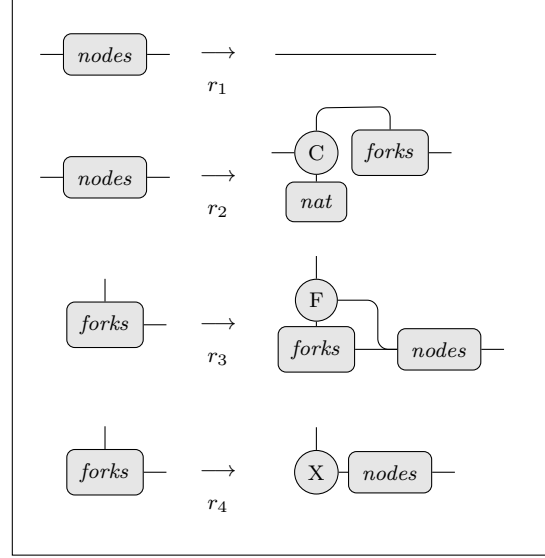 nodes ⟶
r₁
nodes ⟶ C forks
r₂ nat
F
forks ⟶ forks nodes
r₃
forks ⟶ X nodes
r₄